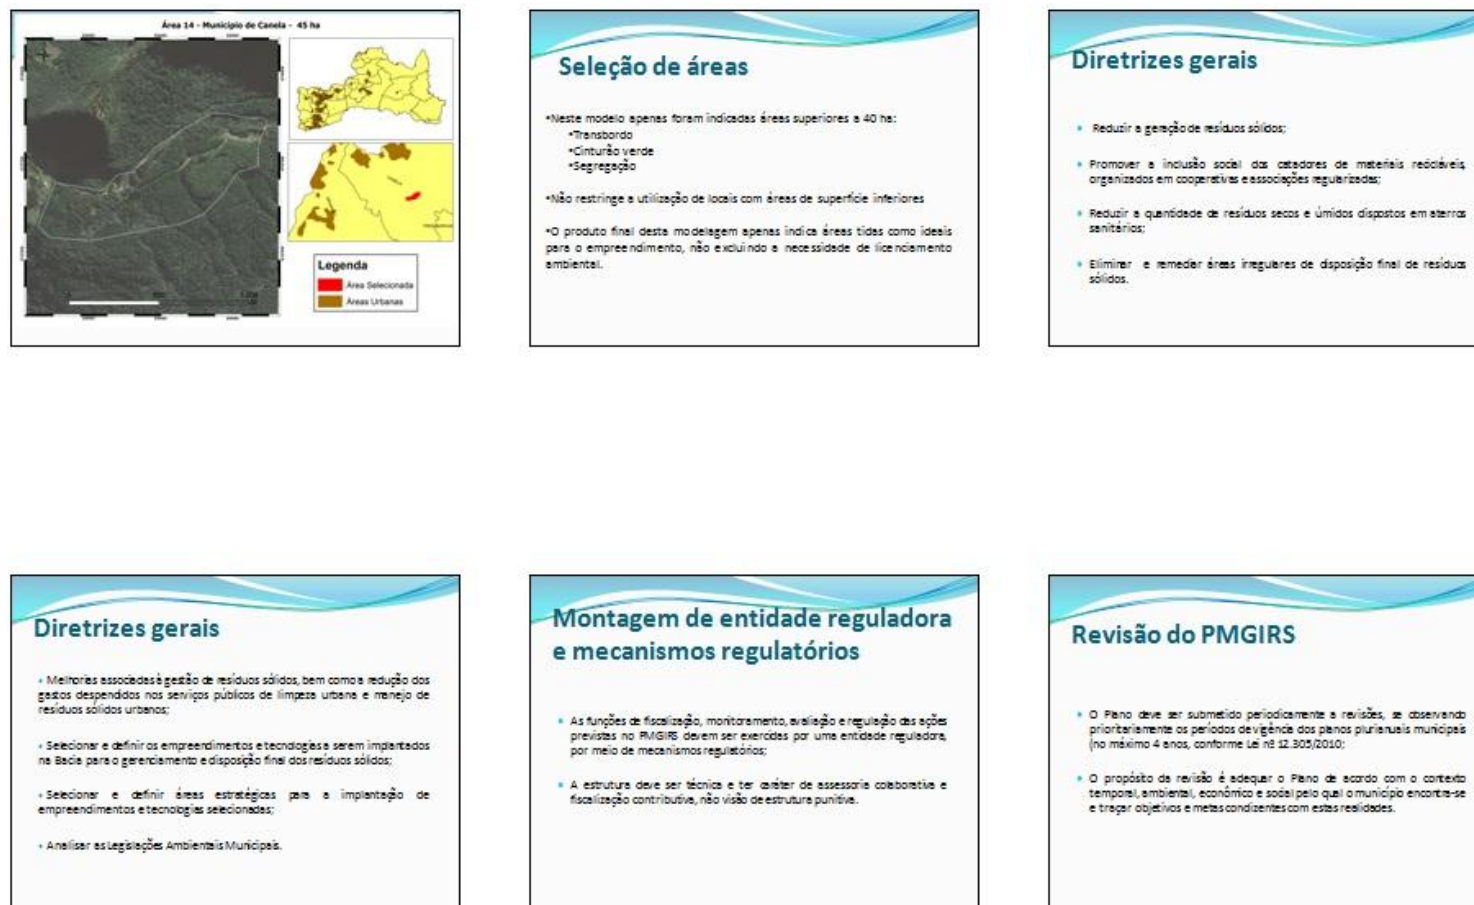 Área 14 - Município de Canela - 45 ha
Legenda
Área Selecionada
Áreas Urbanas
Seleção de áreas
•Neste modelo apenas foram indicadas áreas superiores a 40 ha:
•Transbordo
•Cinturão verde
•Segregação
•Não restringe a utilização de locais com áreas de superfície inferiores
•O produto final desta modelagem apenas indica áreas tidas como ideais
para o empreendimento, não excluindo a necessidade de licenciamento
ambiental.
Diretrizes gerais
• Reduzir a geração de resíduos sólidos;
• Promover a inclusão social dos catadores de materiais recicláveis,
organizados em cooperativas e associações regularizadas;
• Reduzir a quantidade de resíduos secos e úmidos dispostos em aterros
sanitários;
• Eliminar e remediar áreas irregulares de disposição final de resíduos
sólidos.
Diretrizes gerais
• Melhorias associadas à gestão de resíduos sólidos, bem como a redução dos
gastos despendidos nos serviços públicos de limpeza urbana e manejo de
resíduos sólidos urbanos;
• Selecionar e definir os empreendimentos e tecnologias a serem implantados
na Bacia para o gerenciamento e disposição final dos resíduos sólidos;
• Selecionar e definir áreas estratégicas para a implantação de
empreendimentos e tecnologias selecionadas;
• Analisar as Legislações Ambientais Municipais.
Montagem de entidade reguladora
e mecanismos regulatórios
• As funções de fiscalização, monitoramento, avaliação e regulação das ações
previstas no PMGIRS devem ser exercidas por uma entidade reguladora,
por meio de mecanismos regulatórios;
• A estrutura deve ser técnica e ter caráter de assessoria colaborativa e
fiscalização contributiva, não visão de estrutura punitiva.
Revisão do PMGIRS
• O Plano deve ser submetido periodicamente a revisões, se observando
prioritariamente os períodos de vigência dos planos plurianuais municipais
(no máximo 4 anos, conforme Lei nº 12.305/2010;
• O propósito da revisão é adequar o Plano de acordo com o contexto
temporal, ambiental, econômico e social pelo qual o município encontra-se
e traçar objetivos e metas condizentes com estas realidades.